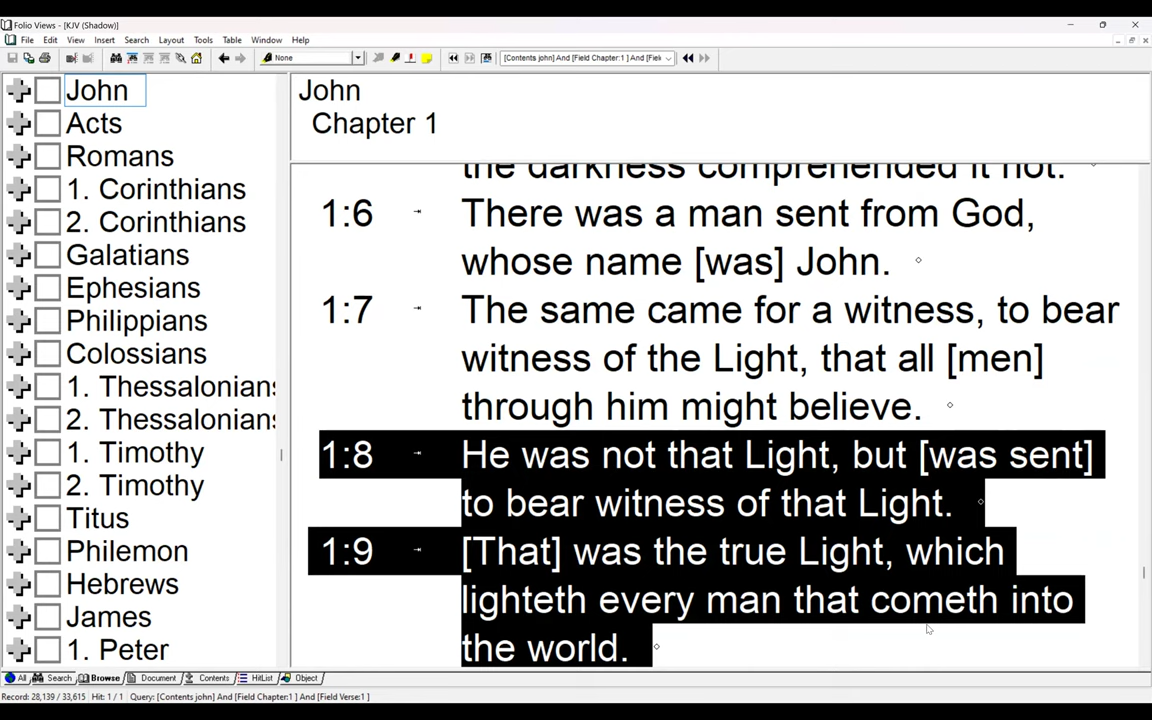 Folio Views - [KJV (Shadow)]
File Edit View Insert Search Layout Tools Table Window Help
None
[Contents john] And [Field Chapter:1 ] And [Fiel
John
Acts
Romans
1. Corinthians
2. Corinthians
Galatians
Ephesians
Philippians
Colossians
1. Thessalonians
2. Thessalonians
1. Timothy
2. Timothy
Titus
Philemon
Hebrews
James
1. Peter
John
Chapter 1
the darkness comprehended it not.
1:6 There was a man sent from God,
whose name [was] John.
1:7 The same came for a witness, to bear
witness of the Light, that all [men]
through him might believe.
1:8 He was not that Light, but [was sent]
to bear witness of that Light.
1:9 [That] was the true Light, which
lighteth every man that cometh into
the world.
All Search Browse Document Contents HitList Object
Record: 28,139 / 33,615 Hit: 1 / 1 Query: [Contents john] And [Field Chapter:1 ] And [Field Verse:1 ]